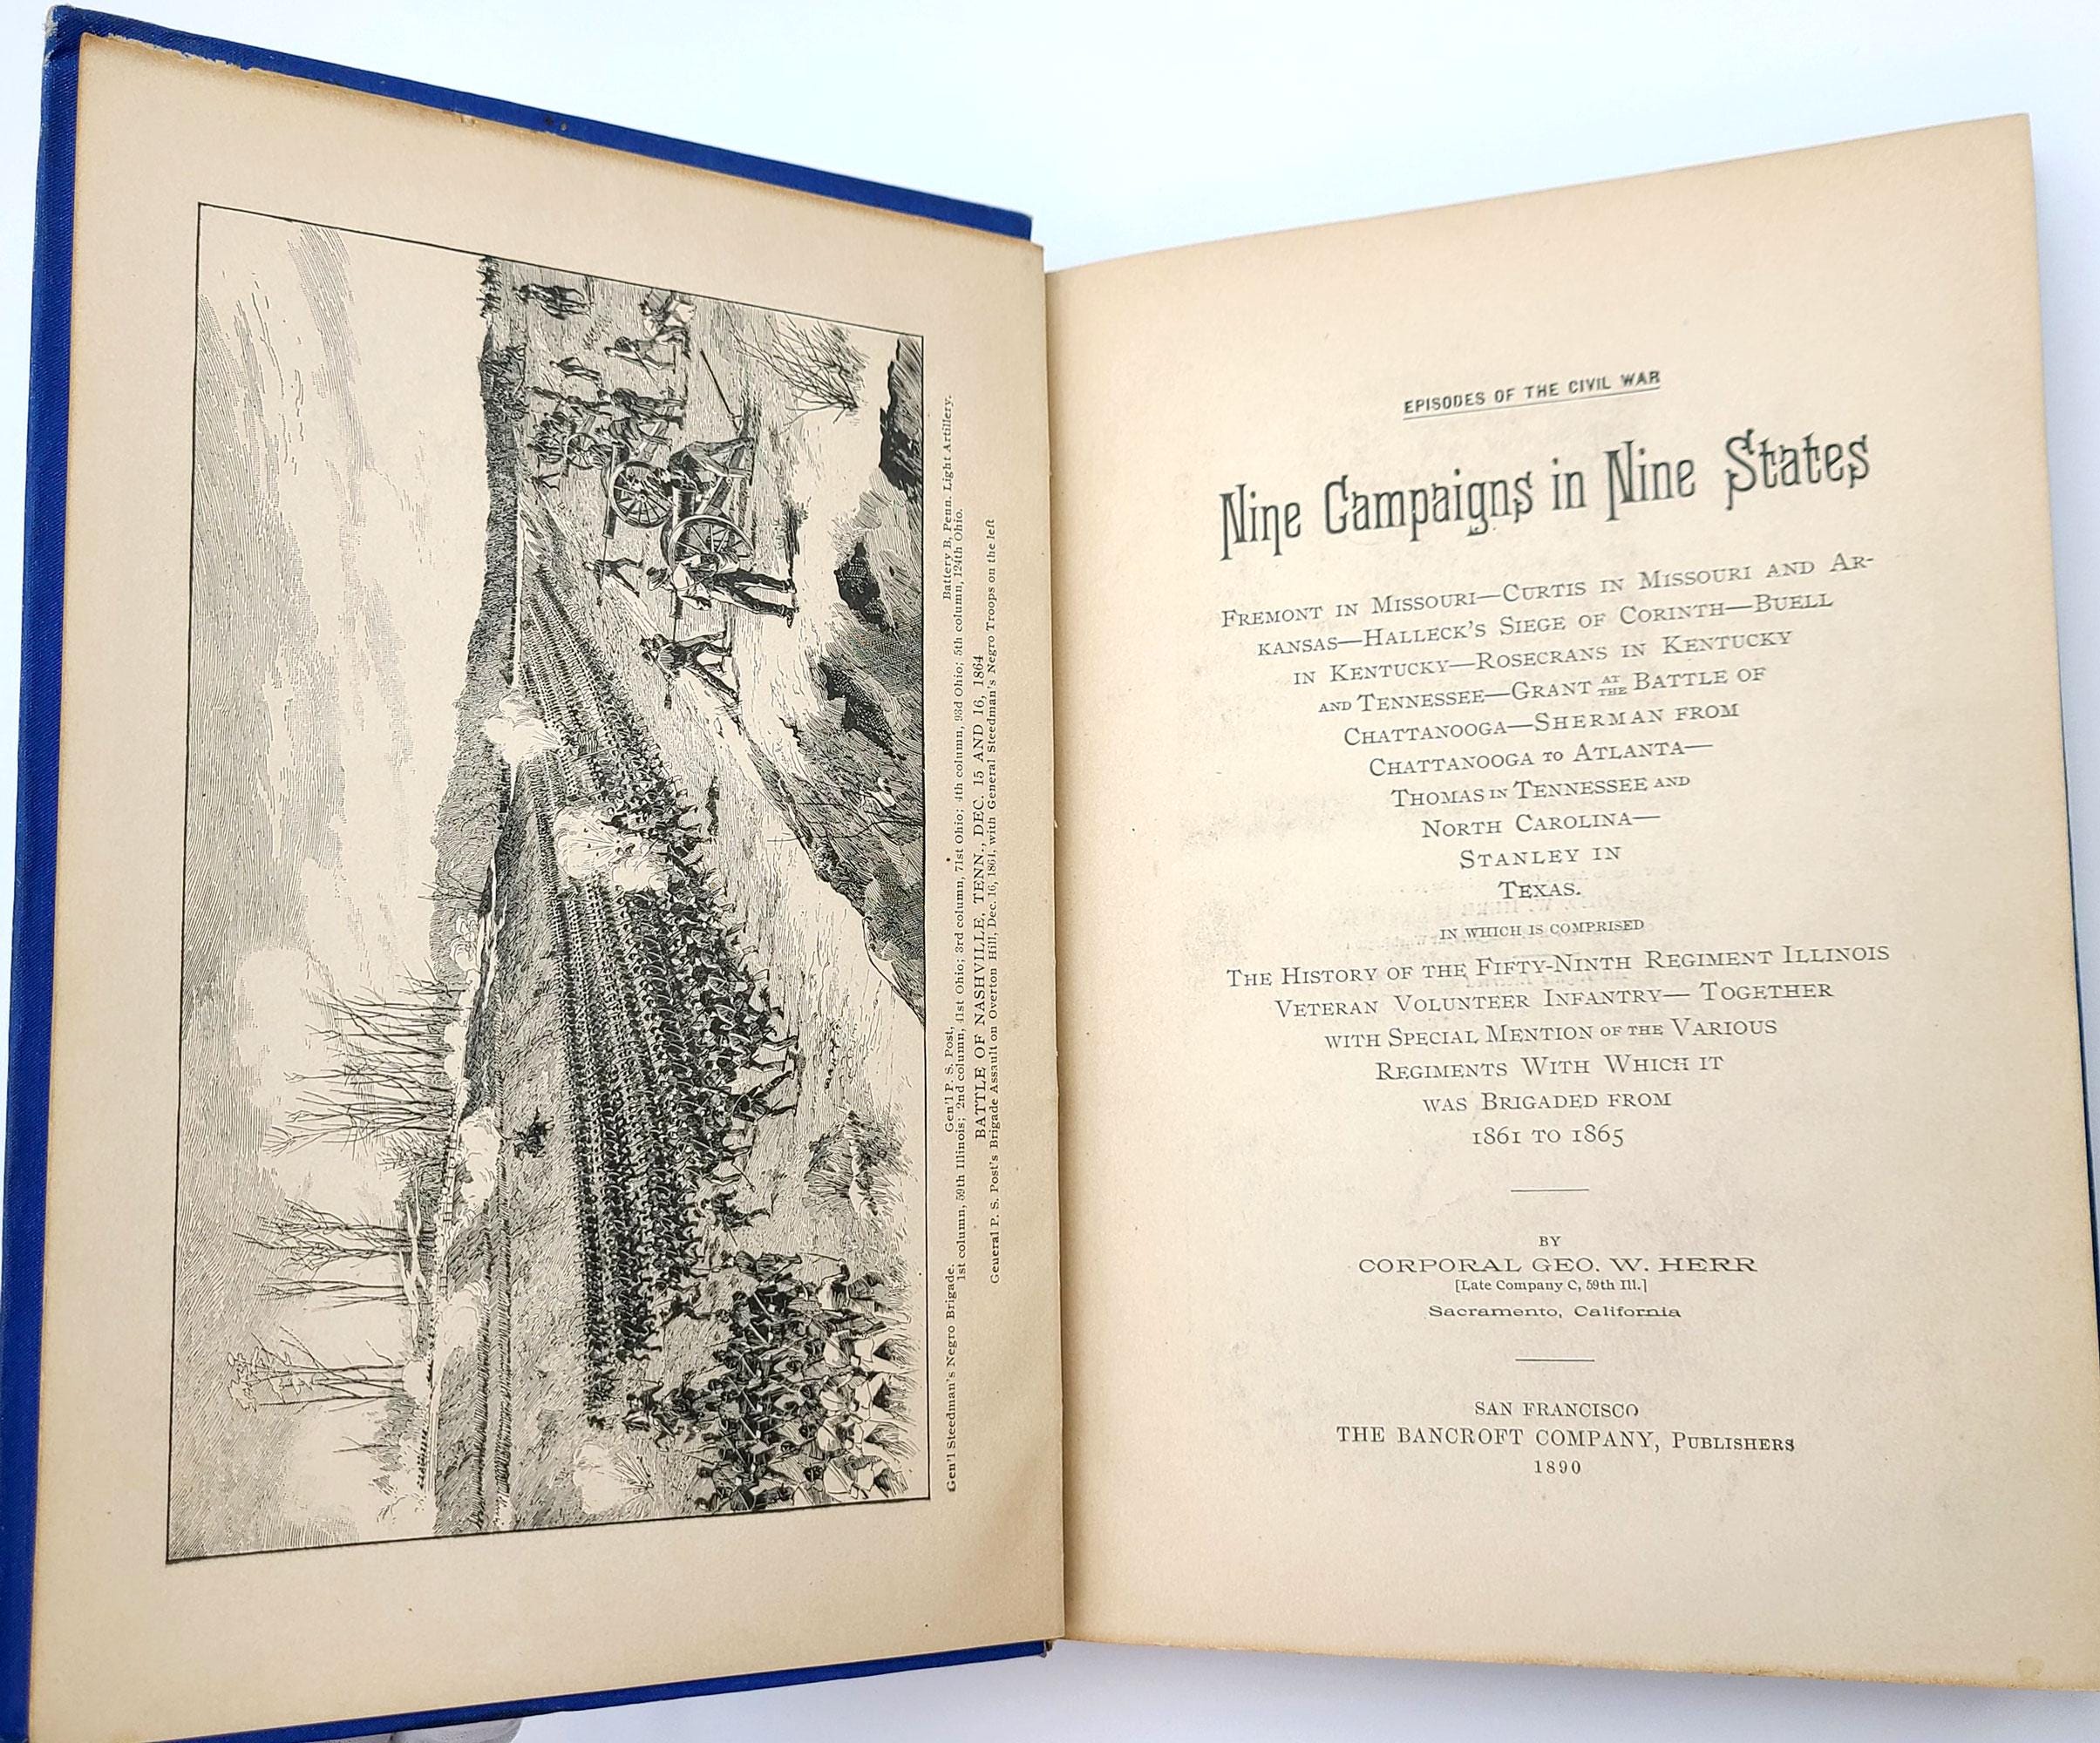 Gen'l Steedman's Negro Brigade. Gen'l P. S. Post, Battery B, Penn. Light Artillery.
1st column, 59th Illinois; 2nd column, 41st Ohio; 3rd column, 71st Ohio; 4th column, 93d Ohio; 5th column, 124th Ohio.
BATTLE OF NASHVILLE, TENN., DEC. 15 AND 16, 1864
General P. S. Post's Brigade Assault on Overton Hill, Dec. 16, 1864, with General Steedman's Negro Troops on the left
EPISODES OF THE CIVIL WAR
Nine Campaigns in Nine States
FREMONT IN MISSOURI—CURTIS IN MISSOURI AND AR-
KANSAS—HALLECK'S SIEGE OF CORINTH—BUELL
IN KENTUCKY—ROSECRANS IN KENTUCKY
AND TENNESSEE—GRANT AT THE BATTLE OF
CHATTANOOGA—SHERMAN FROM
CHATTANOOGA TO ATLANTA—
THOMAS IN TENNESSEE AND
NORTH CAROLINA—
STANLEY IN
TEXAS.
IN WHICH IS COMPRISED
THE HISTORY OF THE FIFTY-NINTH REGIMENT ILLINOIS
VETERAN VOLUNTEER INFANTRY— TOGETHER
WITH SPECIAL MENTION OF THE VARIOUS
REGIMENTS WITH WHICH IT
WAS BRIGADED FROM
1861 TO 1865
BY
CORPORAL GEO. W. HERR
[Late Company C, 59th Ill.]
Sacramento, California
SAN FRANCISCO
THE BANCROFT COMPANY, PUBLISHERS
1890